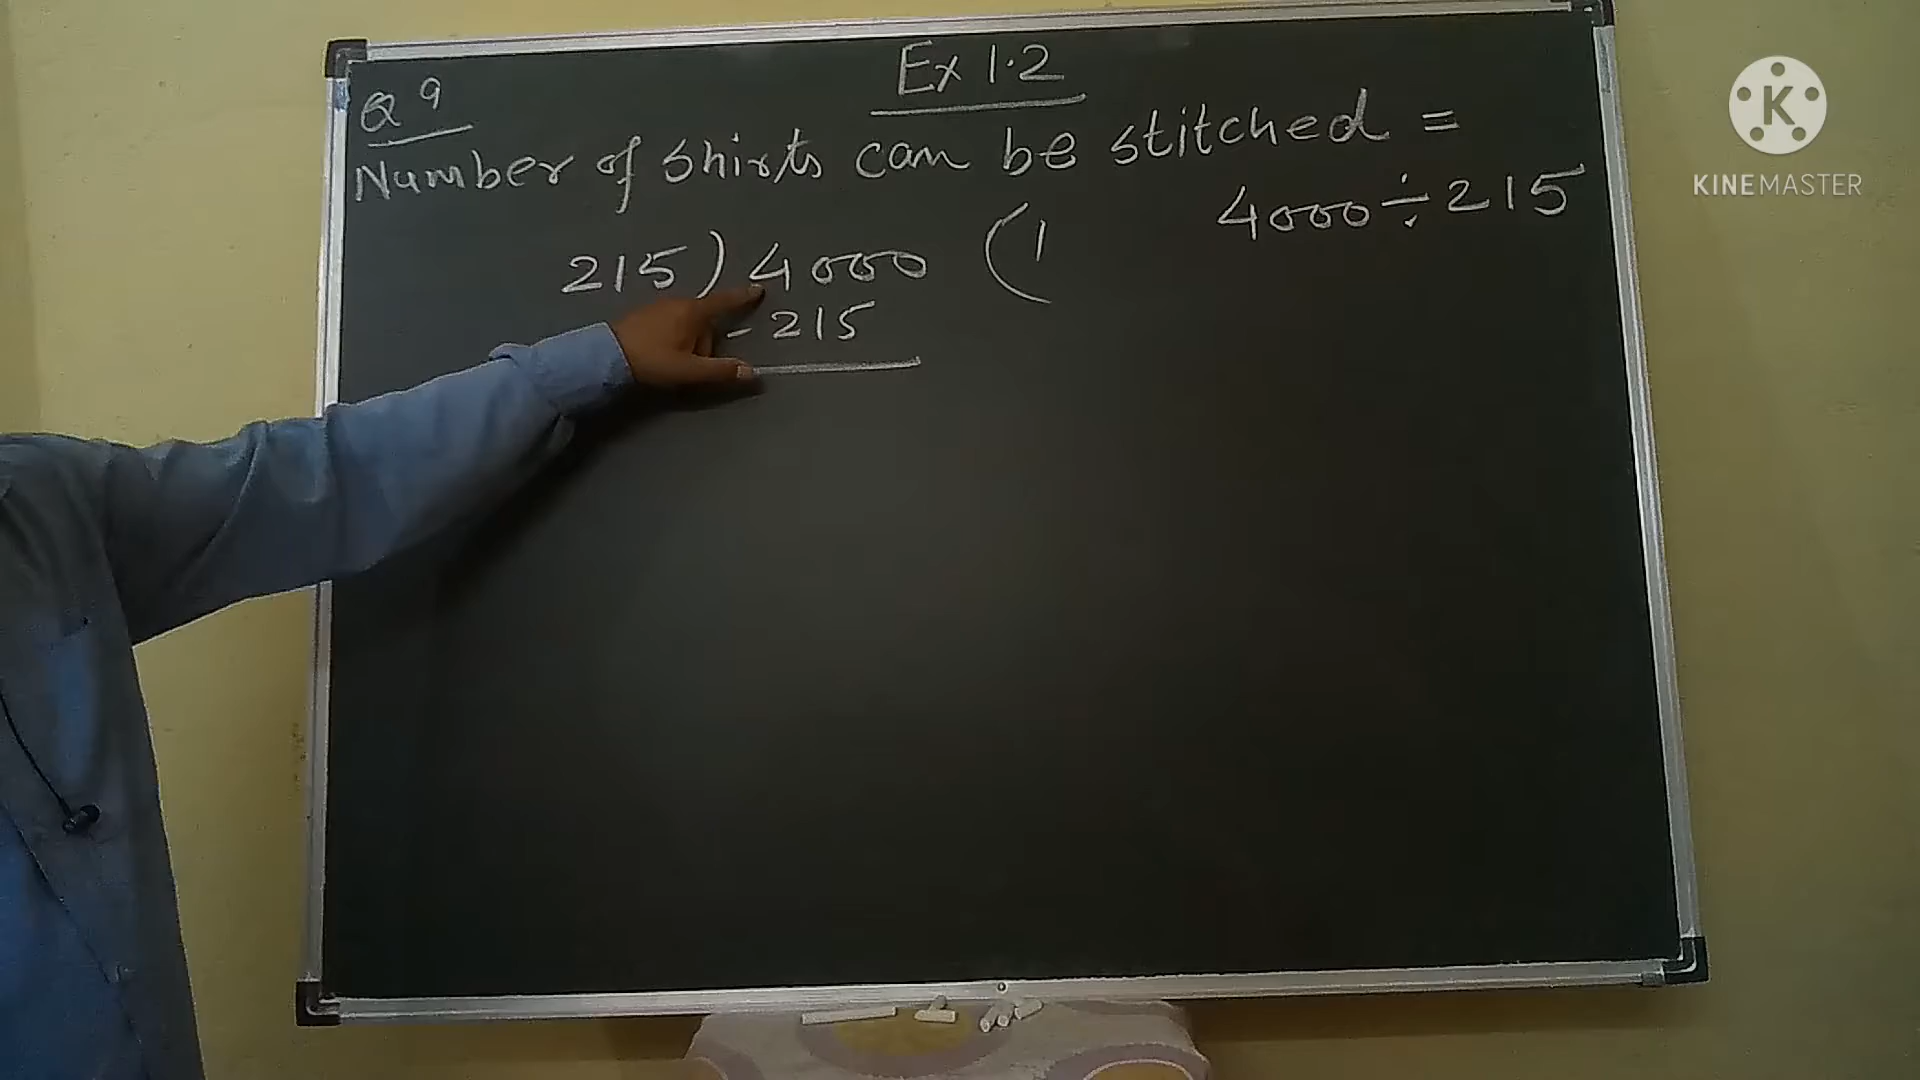 Ex 1.2
Q 9
Number of shirts can be stitched =
4000 ÷ 215
215 ) 4000 ( 1
- 215
K
KINEMASTER